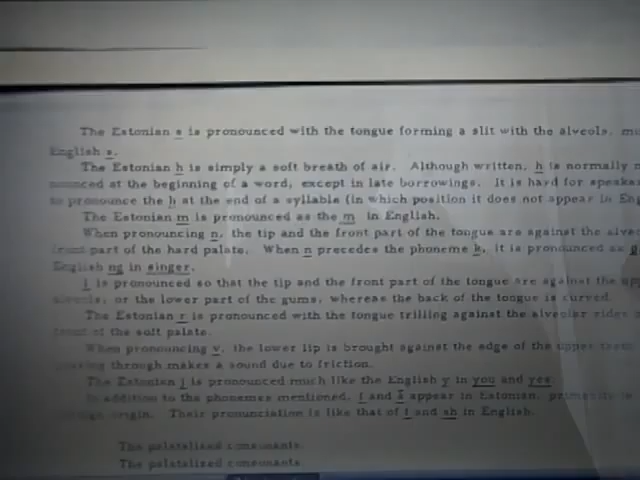 The Estonian s is pronounced with the tongue forming a slit with the alveols,
English s.
The Estonian h is simply a soft breath of air. Although written, h is normally
nounced at the beginning of a word, except in late borrowings. It is hard for
to pronounce the h at the end of a syllable (in which position it does not appear in
The Estonian m is pronounced as the m in English.
When pronouncing n, the tip and the front part of the tongue are against the
front part of the hard palate. When n precedes the phoneme k, it is pronounced as
English ng in singer.
l is pronounced so that the tip and the front part of the tongue are against the
alveols, or the lower part of the gums, whereas the back of the tongue is curved.
The Estonian r is pronounced with the tongue trilling against the alveolar
front of the soft palate.
When pronouncing v, the lower lip is brought against the edge of the upper
through makes a sound due to friction.
The Estonian j is pronounced much like the English y in you and yes.
In addition to the phonemes mentioned, f and š appear in Estonian, primarily in
origin. Their pronunciation is like that of f and sh in English.
The palatalized consonants
The palatalized consonants